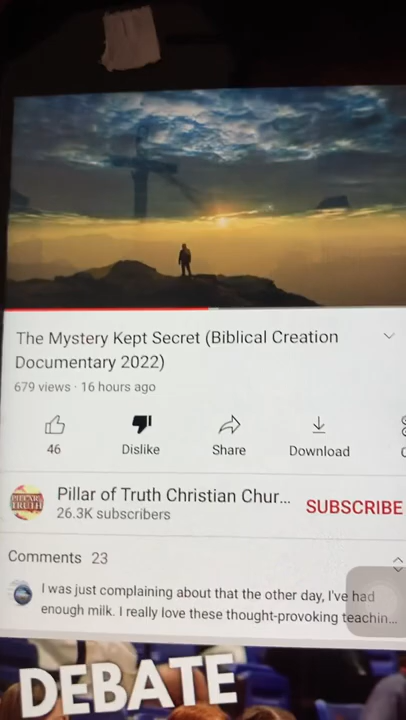 The Mystery Kept Secret (Biblical Creation
Documentary 2022)
679 views · 16 hours ago
46
Dislike
Share
Download
PILLAR
TRUTH
Pillar of Truth Christian Chur...
26.3K subscribers
SUBSCRIBE
Comments 23
I was just complaining about that the other day, I've had
enough milk. I really love these thought-provoking teachin...
DEBATE